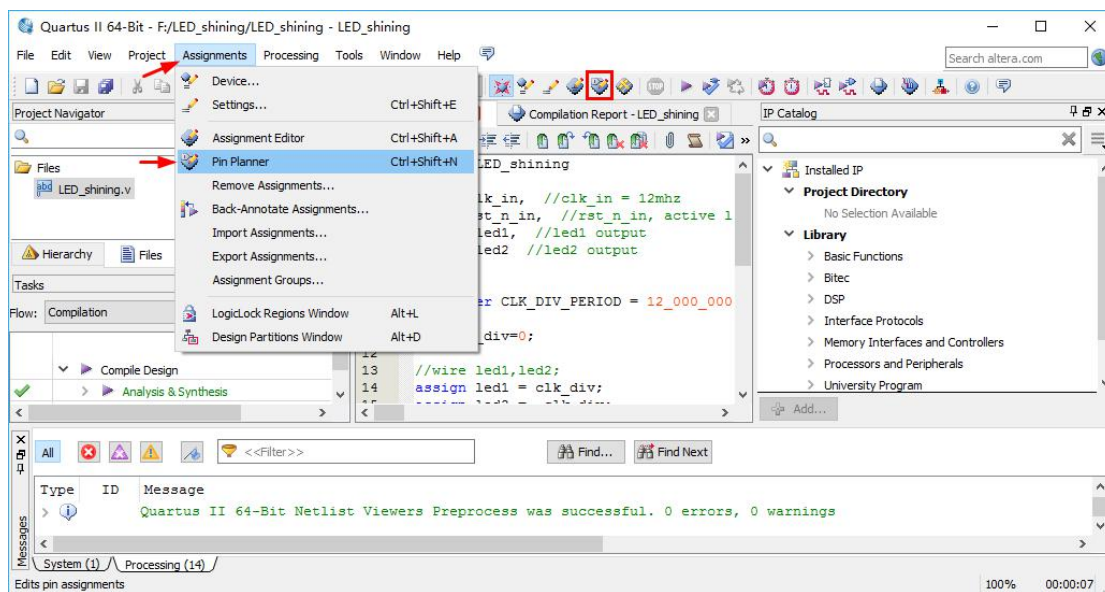 Quartus II 64-Bit - F:/LED_shining/LED_shining - LED_shining
File Edit View Project Assignments Processing Tools Window Help
Search altera.com
Project Navigator
Files
LED_shining.v
Hierarchy Files
Tasks
Flow: Compilation
Compile Design
Analysis & Synthesis
Device...
Settings... Ctrl+Shift+E
Assignment Editor Ctrl+Shift+A
Pin Planner Ctrl+Shift+N
Remove Assignments...
Back-Annotate Assignments...
Import Assignments...
Export Assignments...
Assignment Groups...
LogicLock Regions Window Alt+L
Design Partitions Window Alt+D
Compilation Report - LED_shining
LED_shining
lk_in, //clk_in = 12mhz
st_n_in, //rst_n_in, active l
led1, //led1 output
led2 //led2 output
er CLK_DIV_PERIOD = 12_000_000
_div=0;
12
13 //wire led1,led2;
14 assign led1 = clk_div;
IP Catalog
Installed IP
Project Directory
No Selection Available
Library
Basic Functions
Bitec
DSP
Interface Protocols
Memory Interfaces and Controllers
Processors and Peripherals
University Program
Add...
All
<<Filter>>
Find... Find Next
Type ID Message
Quartus II 64-Bit Netlist Viewers Preprocess was successful. 0 errors, 0 warnings
Messages
System (1) Processing (14)
Edits pin assignments
100% 00:00:07